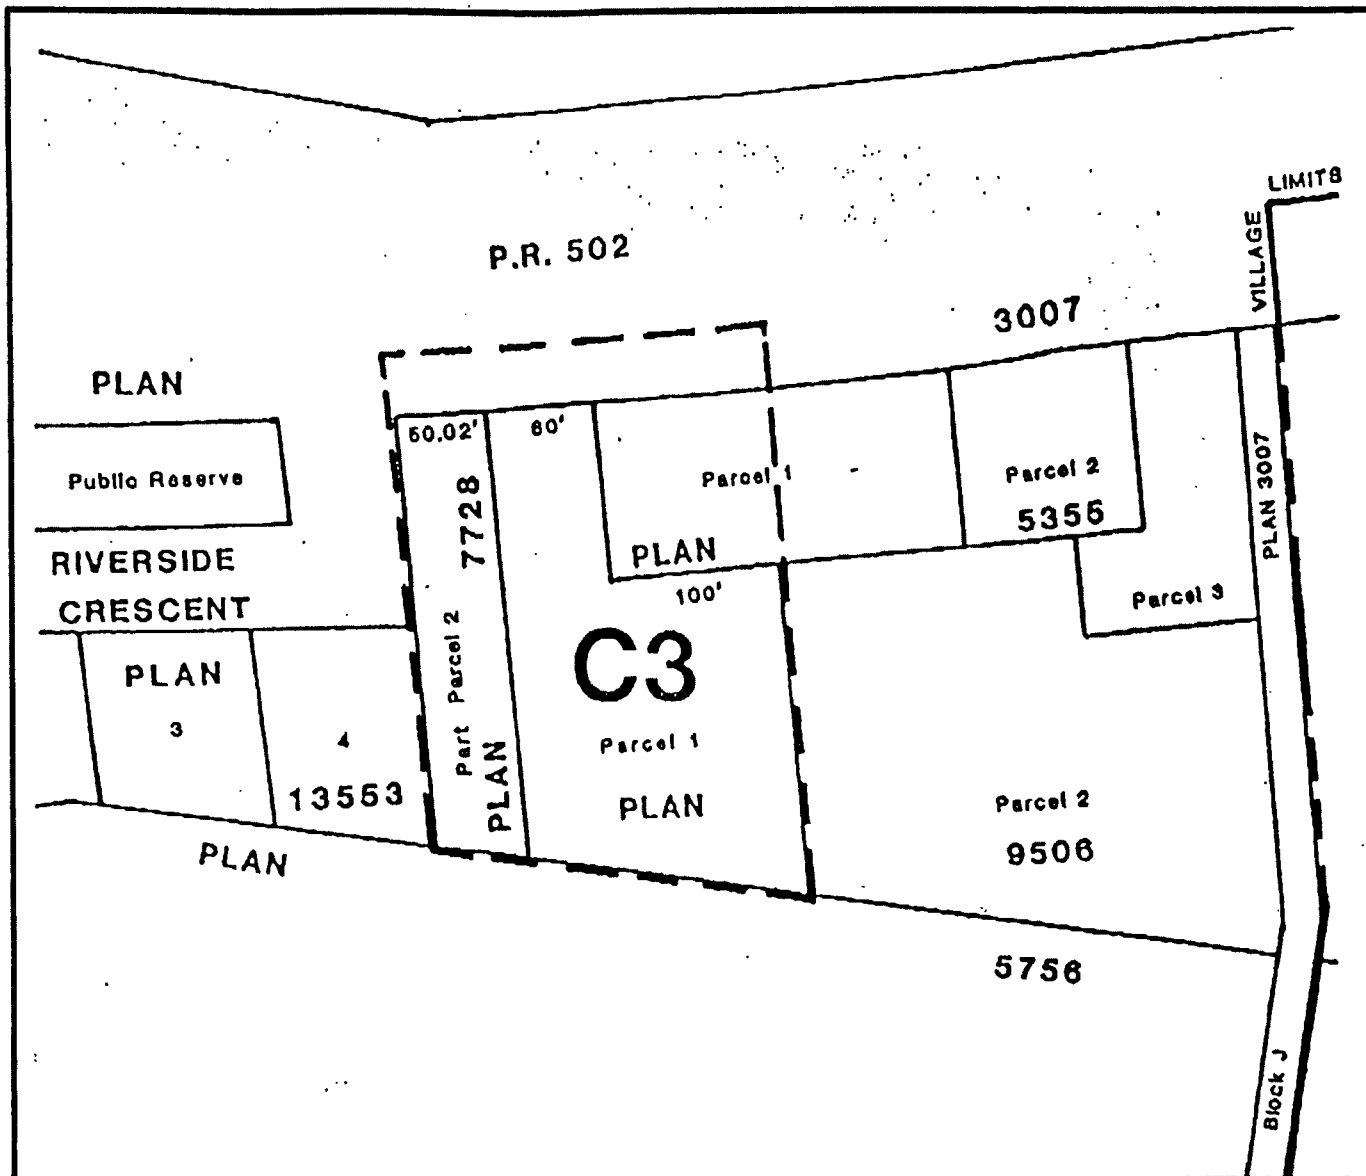 LIMITS
VILLAGE
P.R. 502
3007
PLAN
50.02'
60'
Public Reserve
7728
Parcel 1
Parcel 2
5355
PLAN 3007
RIVERSIDE
CRESCENT
PLAN
100'
Parcel 3
PLAN
3
4
13553
Part Parcel 2
PLAN
C3
Parcel 1
PLAN
Parcel 2
9506
PLAN
5756
Block J